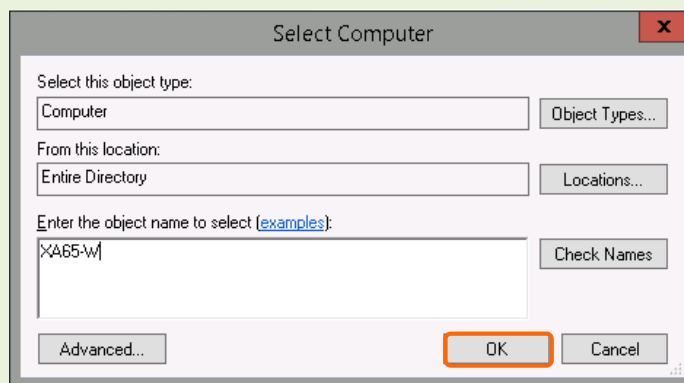 Select Computer
x
Select this object type:
Computer
Object Types...
From this location:
Entire Directory
Locations...
Enter the object name to select (examples):
XA65-W
Check Names
Advanced...
OK
Cancel